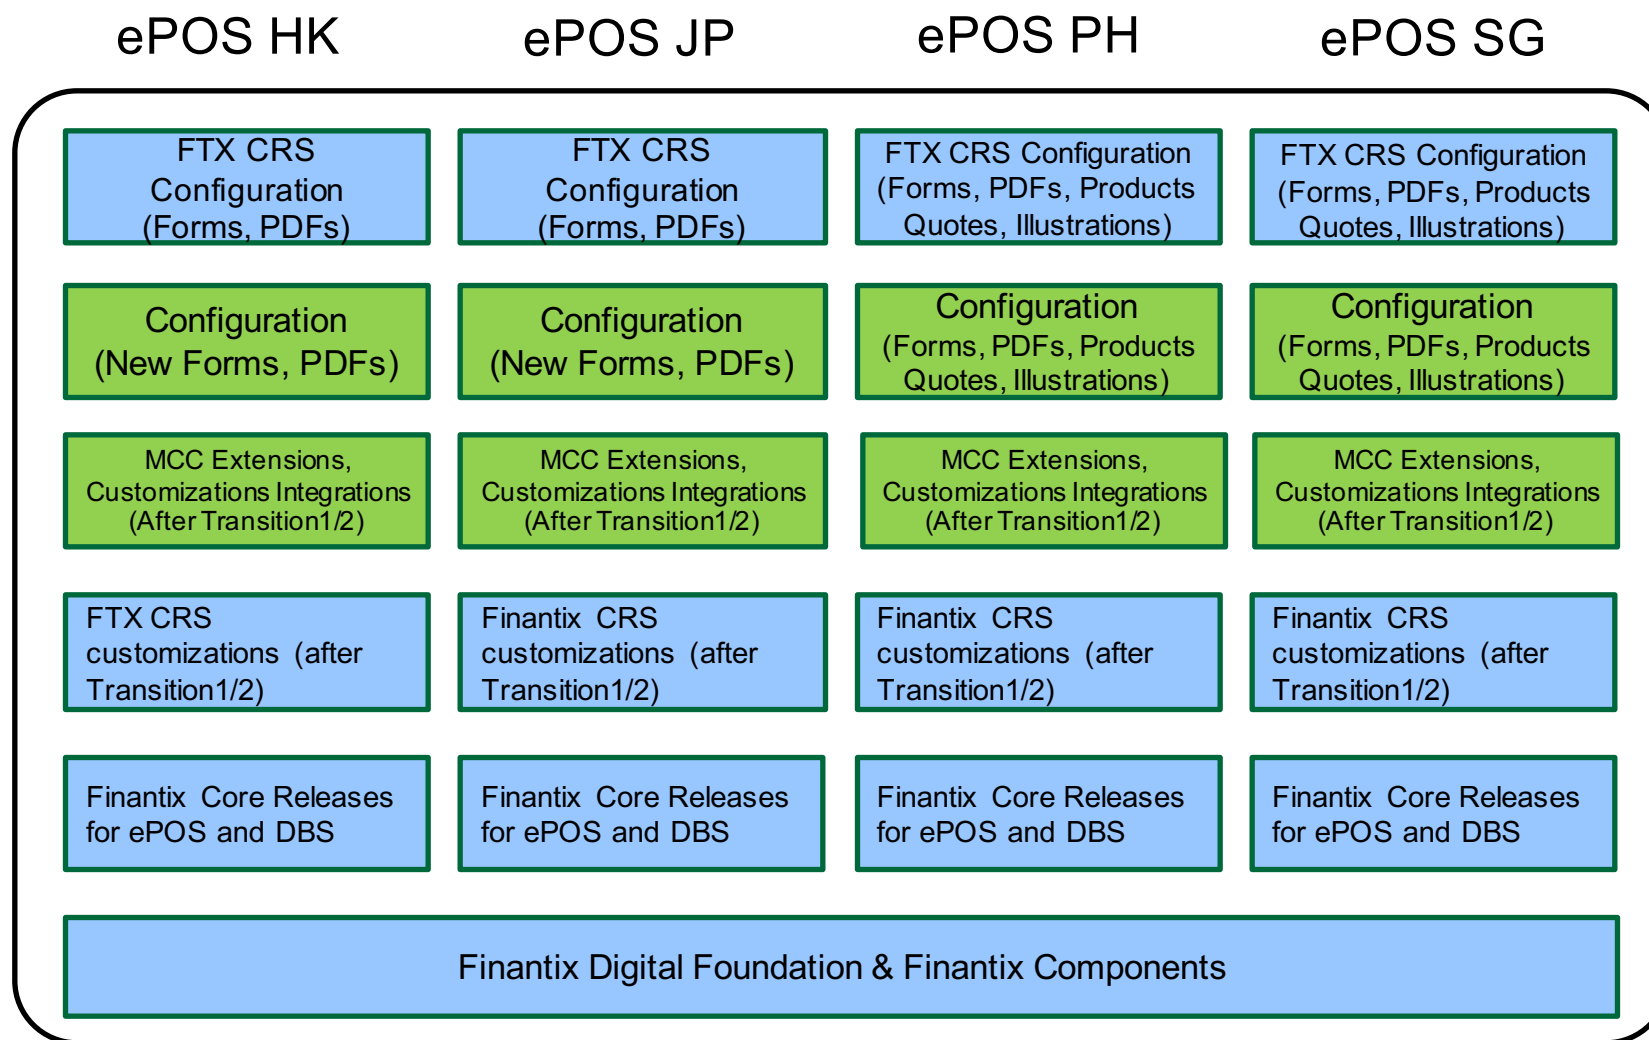 ePOS HK
ePOS JP
ePOS PH
ePOS SG
FTX CRS
Configuration
(Forms, PDFs)
FTX CRS
Configuration
(Forms, PDFs)
FTX CRS Configuration
(Forms, PDFs, Products
Quotes, Illustrations)
FTX CRS Configuration
(Forms, PDFs, Products
Quotes, Illustrations)
Configuration
(New Forms, PDFs)
Configuration
(New Forms, PDFs)
Configuration
(Forms, PDFs, Products
Quotes, Illustrations)
Configuration
(Forms, PDFs, Products
Quotes, Illustrations)
MCC Extensions,
Customizations Integrations
(After Transition1/2)
MCC Extensions,
Customizations Integrations
(After Transition1/2)
MCC Extensions,
Customizations Integrations
(After Transition1/2)
MCC Extensions,
Customizations Integrations
(After Transition1/2)
FTX CRS
customizations (after
Transition1/2)
Finantix CRS
customizations (after
Transition1/2)
Finantix CRS
customizations (after
Transition1/2)
Finantix CRS
customizations (after
Transition1/2)
Finantix Core Releases
for ePOS and DBS
Finantix Core Releases
for ePOS and DBS
Finantix Core Releases
for ePOS and DBS
Finantix Core Releases
for ePOS and DBS
Finantix Digital Foundation & Finantix Components